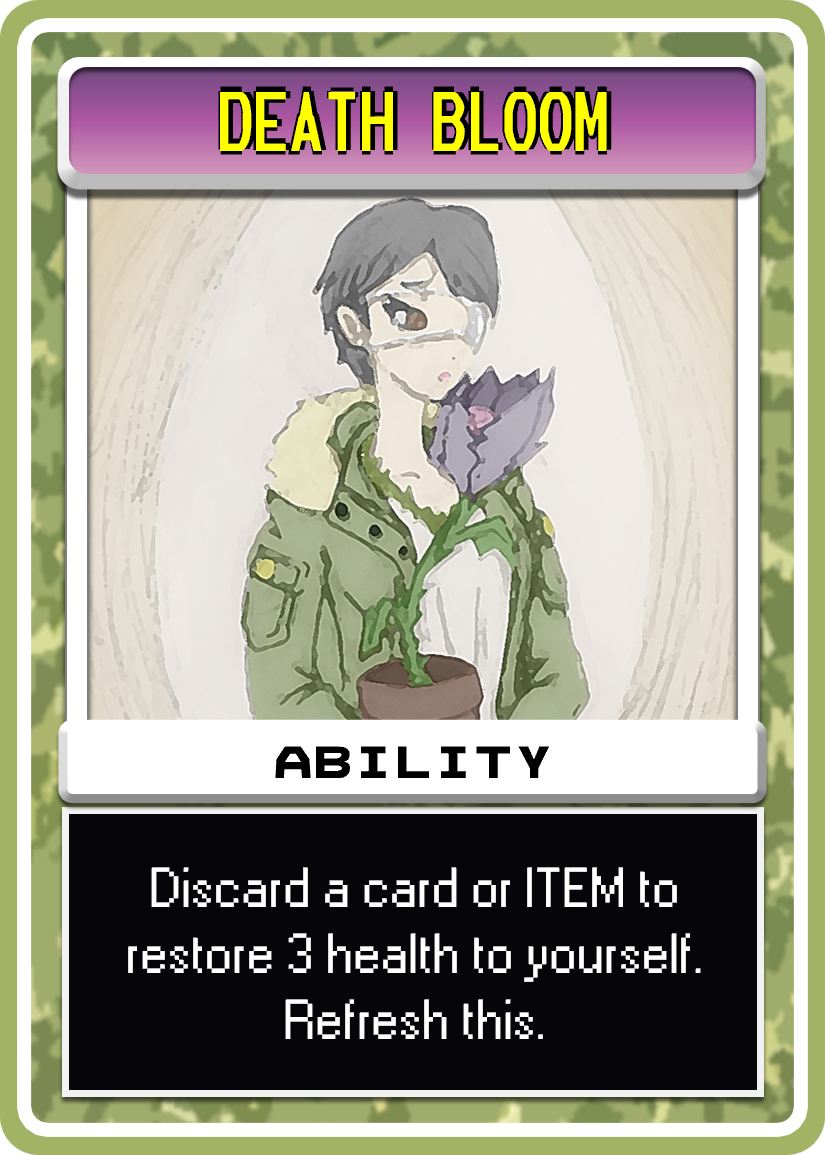 DEATH BLOOM
ABILITY
Discard a card or ITEM to
restore 3 health to yourself.
Refresh this.